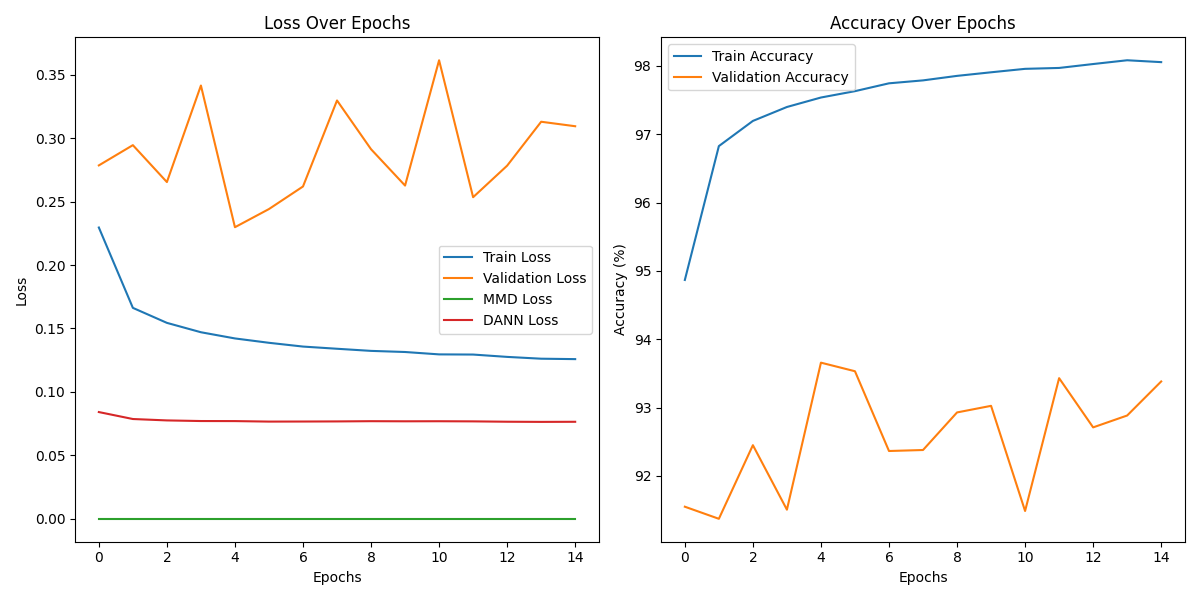 Loss Over Epochs
0.35
0.30
0.25
0.20
0.15
0.10
0.05
0.00
Loss
Train Loss
Validation Loss
MMD Loss
DANN Loss
0 2 4 6 8 10 12 14
Epochs
Accuracy Over Epochs
Train Accuracy
Validation Accuracy
98
97
96
95
94
93
92
Accuracy (%)
0 2 4 6 8 10 12 14
Epochs